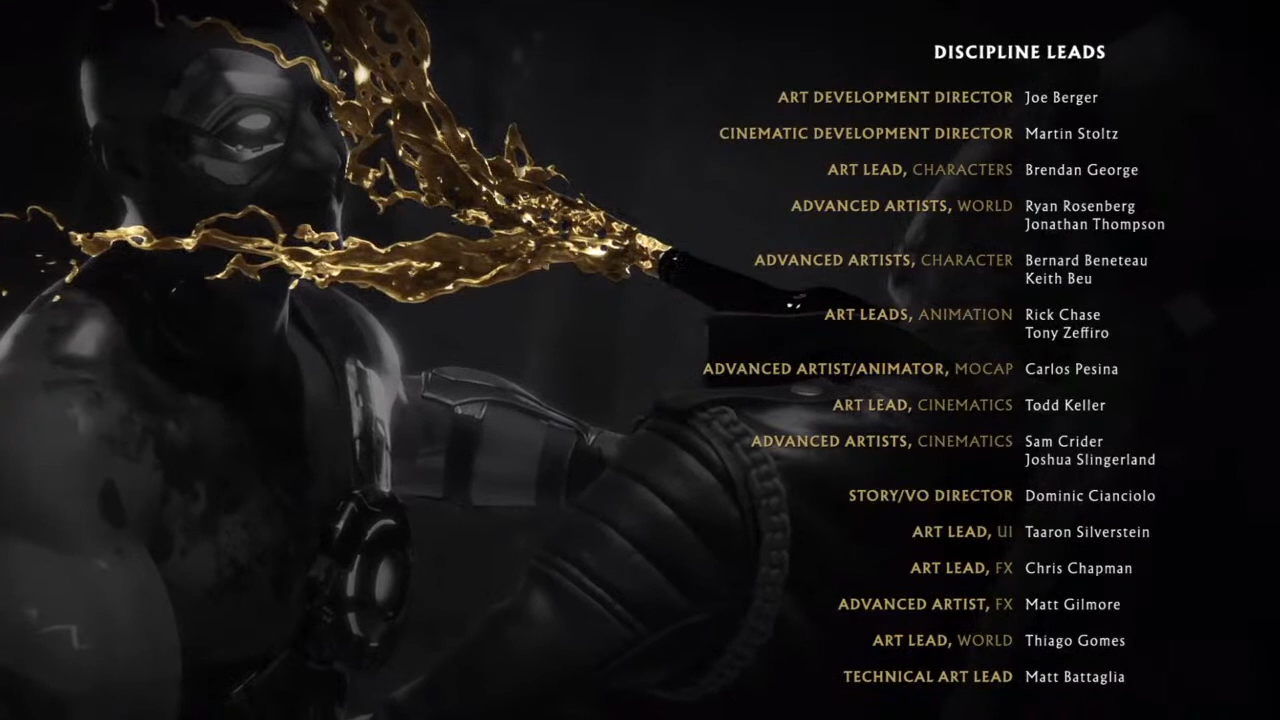 DISCIPLINE LEADS
ART DEVELOPMENT DIRECTOR Joe Berger
CINEMATIC DEVELOPMENT DIRECTOR Martin Stoltz
ART LEAD, CHARACTERS Brendan George
ADVANCED ARTISTS, WORLD Ryan Rosenberg
Jonathan Thompson
ADVANCED ARTISTS, CHARACTER Bernard Beneteau
Keith Beu
ART LEADS, ANIMATION Rick Chase
Tony Zeffiro
ADVANCED ARTIST/ANIMATOR, MOCAP Carlos Pesina
ART LEAD, CINEMATICS Todd Keller
ADVANCED ARTISTS, CINEMATICS Sam Crider
Joshua Slingerland
STORY/VO DIRECTOR Dominic Cianciolo
ART LEAD, UI Taaron Silverstein
ART LEAD, FX Chris Chapman
ADVANCED ARTIST, FX Matt Gilmore
ART LEAD, WORLD Thiago Gomes
TECHNICAL ART LEAD Matt Battaglia